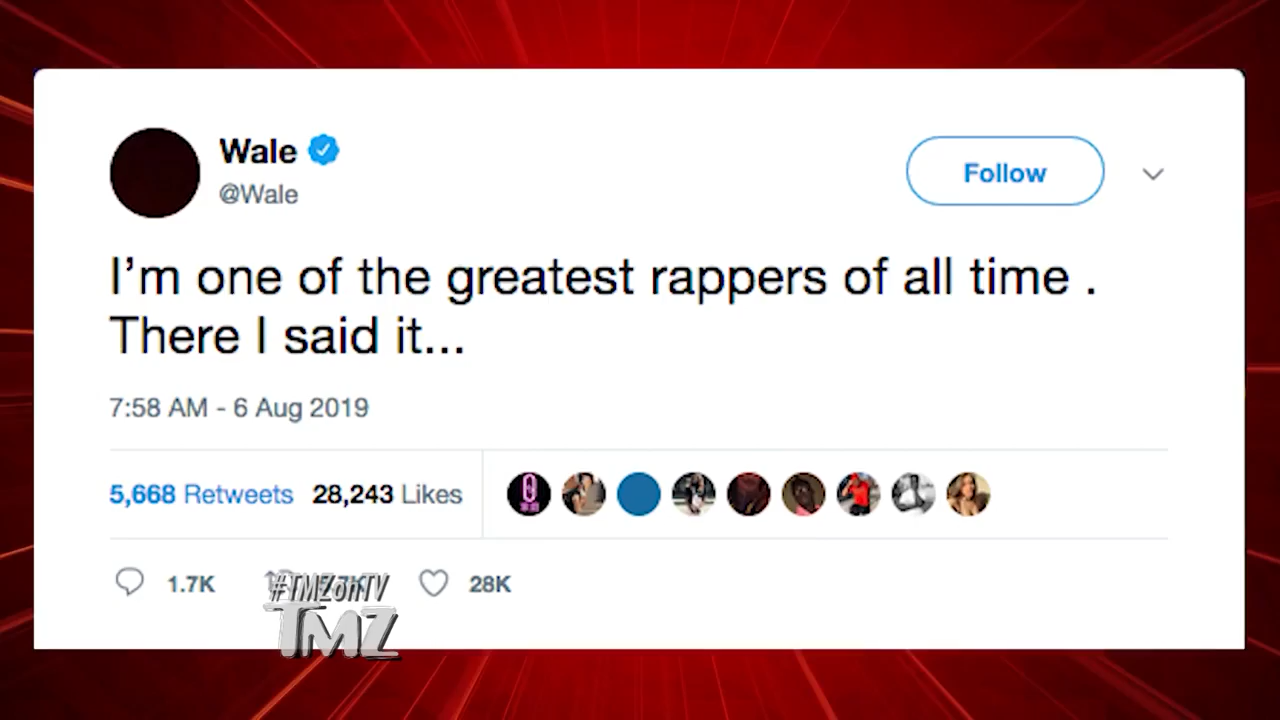 Wale
@Wale
Follow
I’m one of the greatest rappers of all time .
There I said it...
7:58 AM - 6 Aug 2019
5,668 Retweets 28,243 Likes
1.7K 28K
#TMZonTV
TMZ